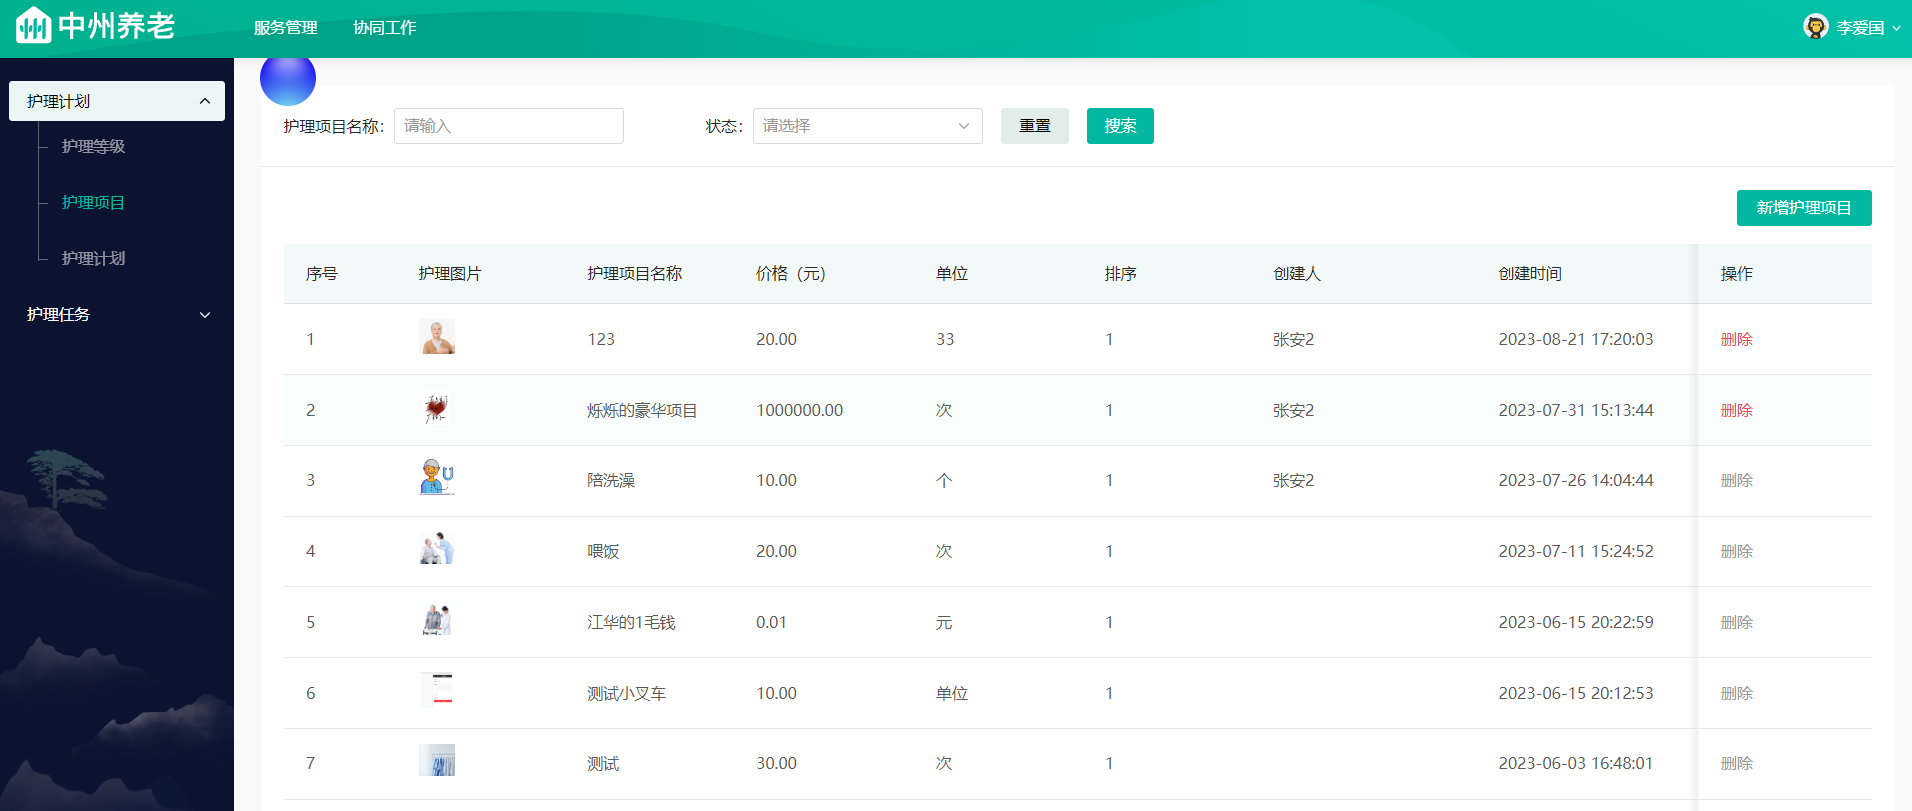 中州养老 服务管理 协同工作 李爱国
护理计划
护理等级
护理项目
护理计划
护理任务
护理项目名称: 请输入 状态: 请选择 重置 搜索
新增护理项目
序号 护理图片 护理项目名称 价格（元） 单位 排序 创建人 创建时间 操作
1 123 20.00 33 1 张安2 2023-08-21 17:20:03 删除
2 烁烁的豪华项目 1000000.00 次 1 张安2 2023-07-31 15:13:44 删除
3 陪洗澡 10.00 个 1 张安2 2023-07-26 14:04:44 删除
4 喂饭 20.00 次 1 2023-07-11 15:24:52 删除
5 江华的1毛钱 0.01 元 1 2023-06-15 20:22:59 删除
6 测试小叉车 10.00 单位 1 2023-06-15 20:12:53 删除
7 测试 30.00 次 1 2023-06-03 16:48:01 删除